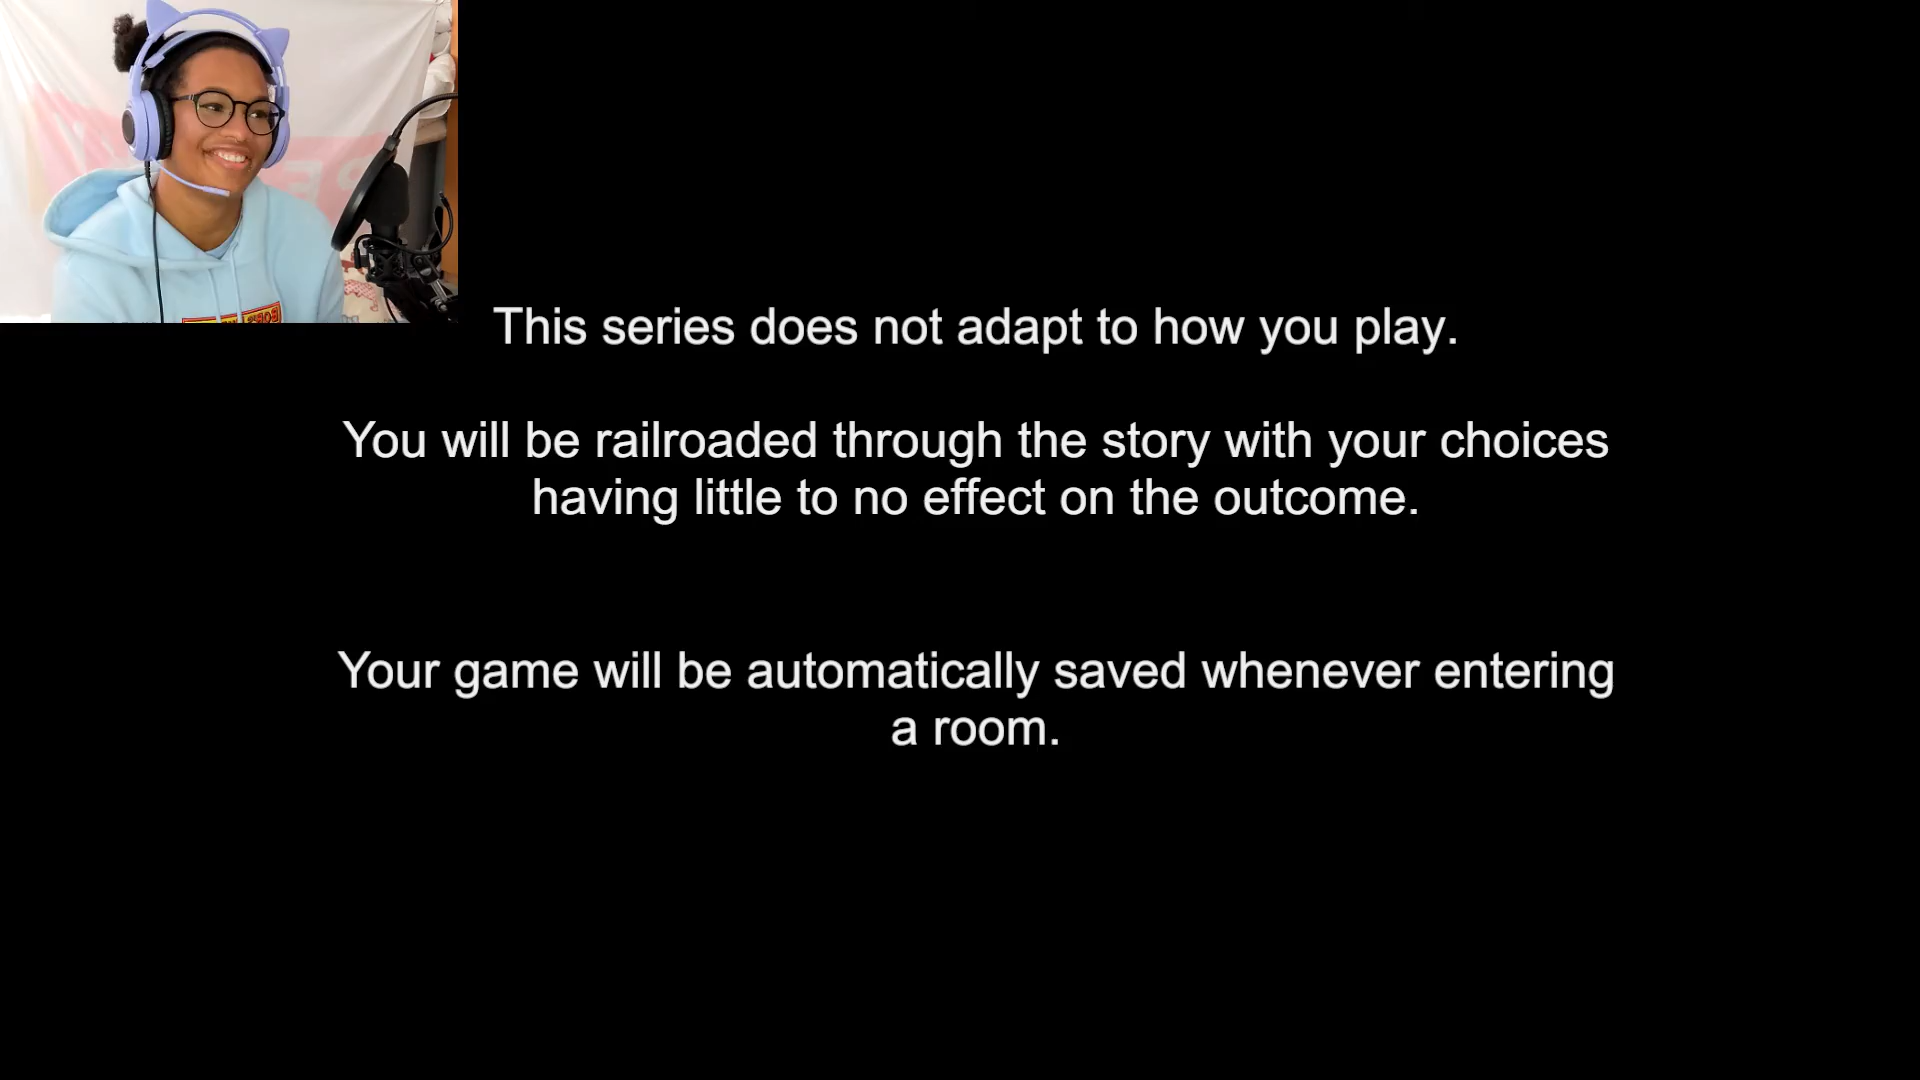 This series does not adapt to how you play.
You will be railroaded through the story with your choices
having little to no effect on the outcome.
Your game will be automatically saved whenever entering
a room.